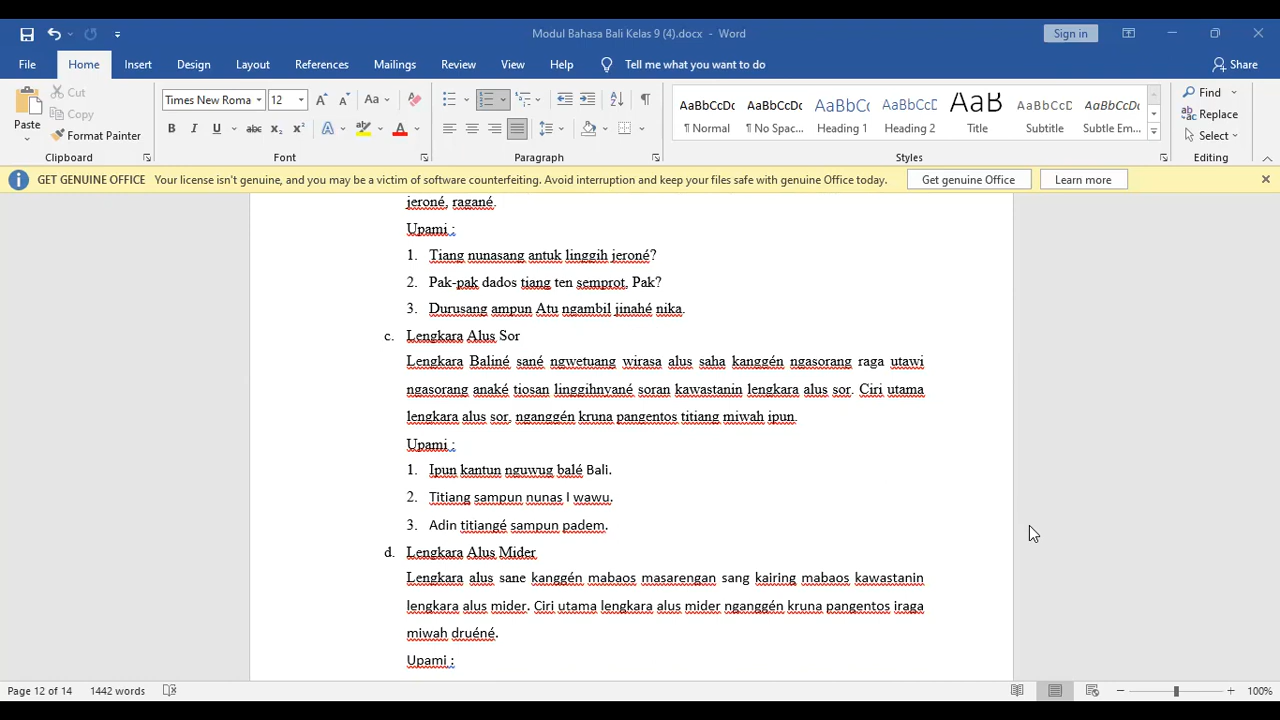 Modul Bahasa Bali Kelas 9 (4).docx - Word
Sign in
File Home Insert Design Layout References Mailings Review View Help Tell me what you want to do Share
Paste
Cut
Copy
Format Painter
Clipboard
Times New Roma 12
Font
Paragraph
AaBbCcDc AaBbCcDc AaBbCc AaBbCcC AaB AaBbCcC AaBbCcDc
¶ Normal ¶ No Spac... Heading 1 Heading 2 Title Subtitle Subtle Em...
Styles
Find
Replace
Select
Editing
GET GENUINE OFFICE Your license isn't genuine, and you may be a victim of software counterfeiting. Avoid interruption and keep your files safe with genuine Office today. Get genuine Office Learn more
jeroné, ragané.
Upami :
1. Tiang nunasang antuk linggih jeroné?
2. Pak-pak dados tiang ten semprot, Pak?
3. Durusang ampun Atu ngambil jinahé nika.
c. Lengkara Alus Sor
Lengkara Baliné sané ngwetuang wirasa alus saha kanggén ngasorang raga utawi
ngasorang anaké tiosan linggihnyané soran kawastanin lengkara alus sor. Ciri utama
lengkara alus sor, nganggén kruna pangentos titiang miwah ipun.
Upami :
1. Ipun kantun nguwug balé Bali.
2. Titiang sampun nunas I wawu.
3. Adin titiangé sampun padem.
d. Lengkara Alus Mider
Lengkara alus sane kanggén mabaos masarengan sang kairing mabaos kawastanin
lengkara alus mider. Ciri utama lengkara alus mider nganggén kruna pangentos iraga
miwah druéné.
Upami :
Page 12 of 14 1442 words 100%